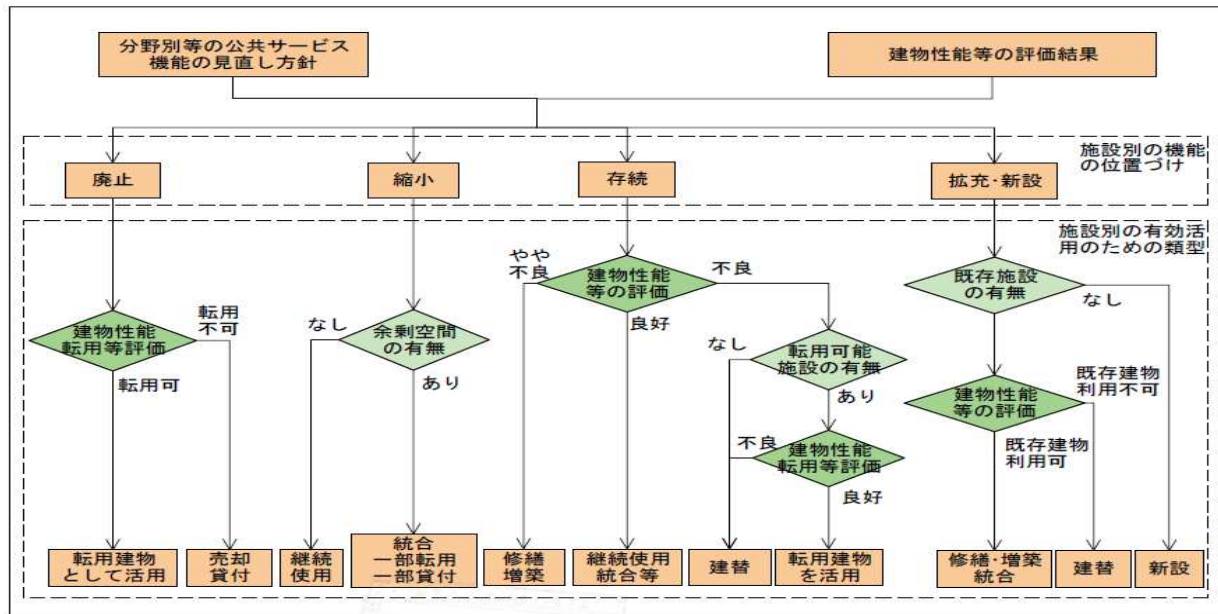 分野別等の公共サービス
機能の見直し方針
建物性能等の評価結果
施設別の機能
の位置づけ
廃止
縮小
存続
拡充・新設
施設別の有効活
用のための類型
建物性能
転用等評価
転用
不可
転用可
なし
余剰空間
の有無
あり
やや
不良
建物性能
等の評価
不良
良好
なし
転用可能
施設の有無
あり
不良
建物性能
転用等評価
良好
既存施設
の有無
なし
建物性能
等の評価
既存建物
利用不可
既存建物
利用可
転用建物
として活用
売却
貸付
継続
使用
統合
一部転用
一部貸付
修繕
増築
継続使用
統合等
建替
転用建物
を活用
修繕・増築
統合
建替
新設